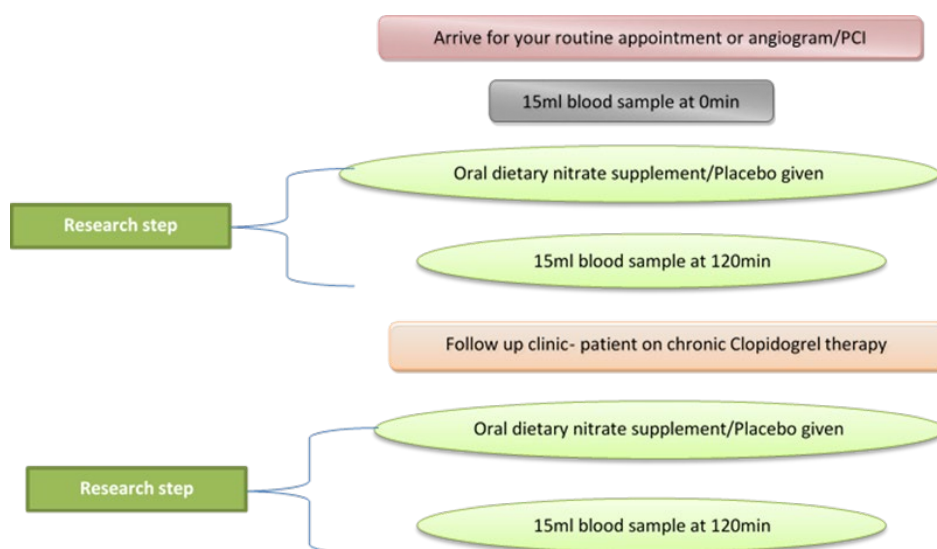 Arrive for your routine appointment or angiogram/PCI
15ml blood sample at 0min
Oral dietary nitrate supplement/Placebo given
Research step
15ml blood sample at 120min
Follow up clinic- patient on chronic Clopidogrel therapy
Oral dietary nitrate supplement/Placebo given
Research step
15ml blood sample at 120min